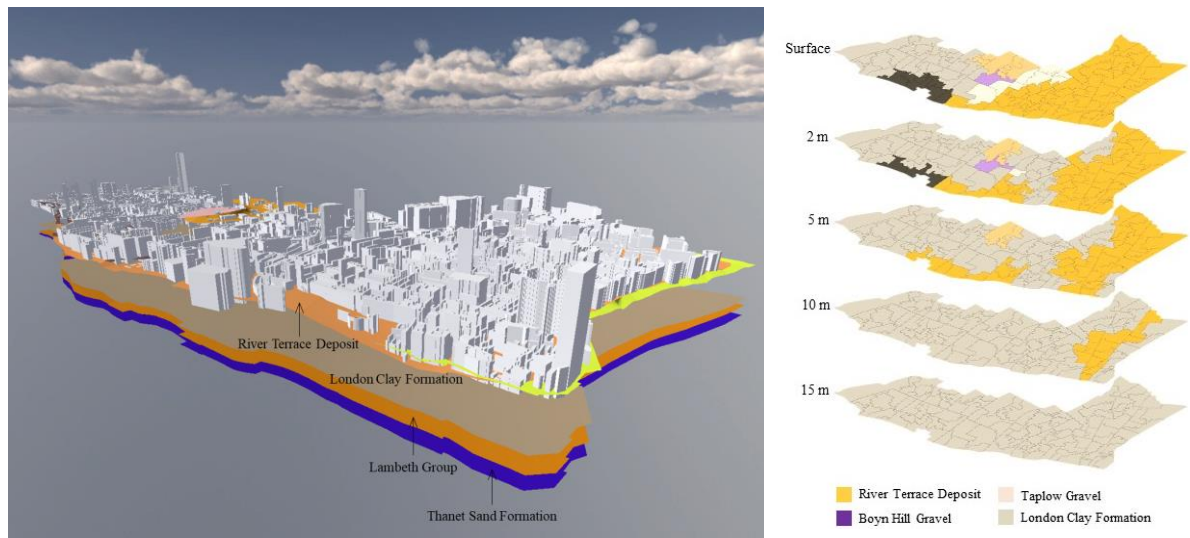 River Terrace Deposit
London Clay Formation
Lambeth Group
Thanet Sand Formation
Surface
2 m
5 m
10 m
15 m
River Terrace Deposit
Taplow Gravel
Boyn Hill Gravel
London Clay Formation